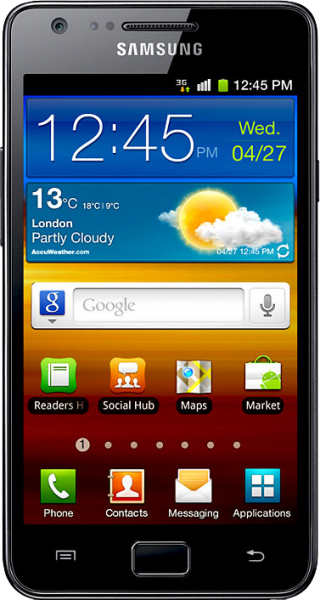 SAMSUNG
3G 12:45 PM
12:45 PM
Wed.
04/27
13°C 18°C | 9°C
London
Partly Cloudy
AccuWeather.com
04/27 12:45 PM
g Google
Readers H
Social Hub
Maps
Market
1
Phone
Contacts
Messaging
Applications